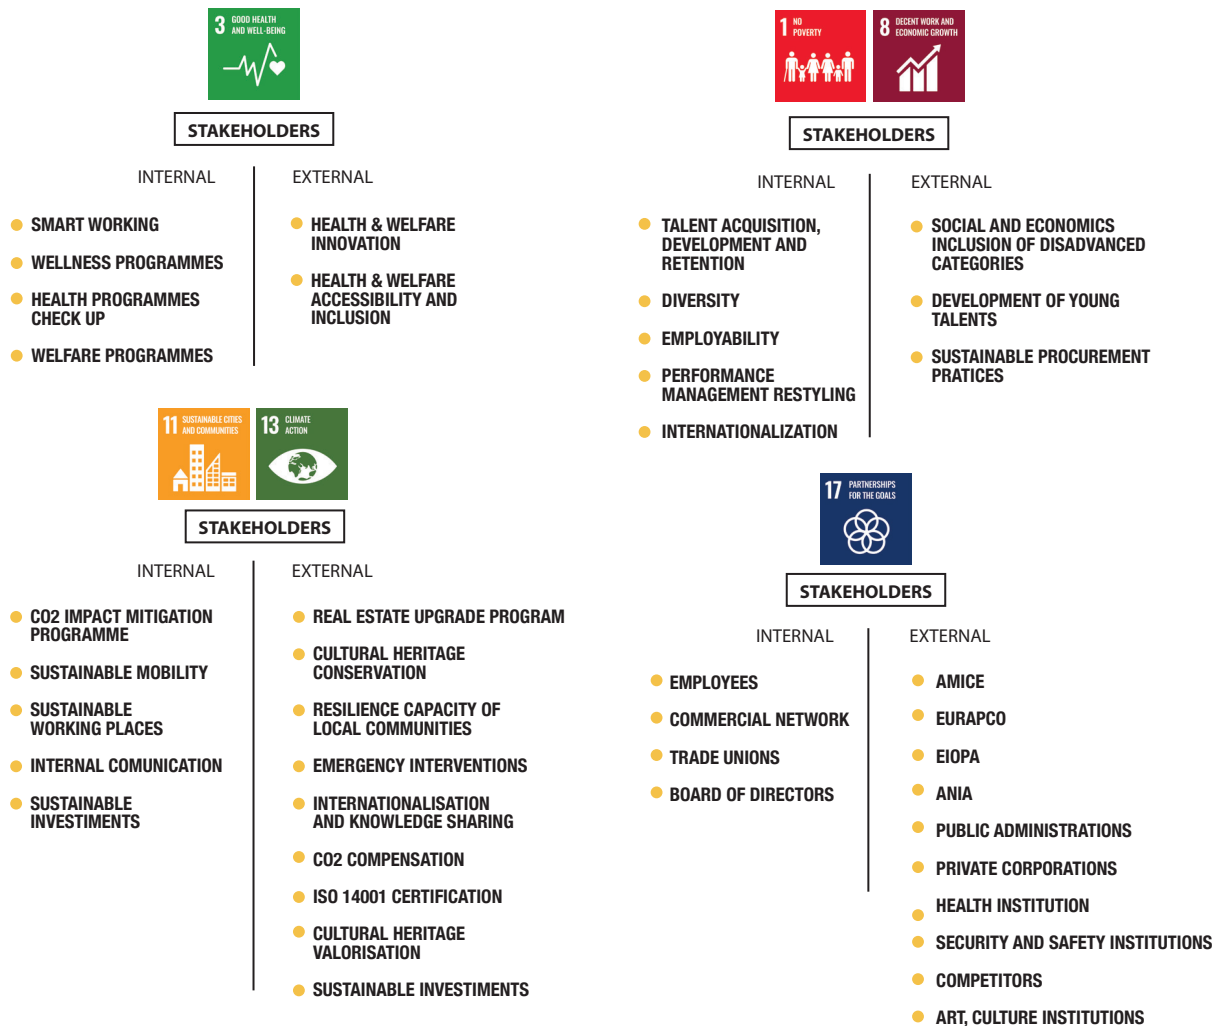 3 GOOD HEALTH
AND WELL-BEING
STAKEHOLDERS
INTERNAL
SMART WORKING
WELLNESS PROGRAMMES
HEALTH PROGRAMMES
CHECK UP
WELFARE PROGRAMMES
EXTERNAL
HEALTH & WELFARE
INNOVATION
HEALTH & WELFARE
ACCESSIBILITY AND
INCLUSION
1 NO
POVERTY
8 DECENT WORK AND
ECONOMIC GROWTH
STAKEHOLDERS
INTERNAL
TALENT ACQUISITION,
DEVELOPMENT AND
RETENTION
DIVERSITY
EMPLOYABILITY
PERFORMANCE
MANAGEMENT RESTYLING
INTERNATIONALIZATION
EXTERNAL
SOCIAL AND ECONOMICS
INCLUSION OF DISADVANCED
CATEGORIES
DEVELOPMENT OF YOUNG
TALENTS
SUSTAINABLE PROCUREMENT
PRATICES
11 SUSTAINABLE CITIES
AND COMMUNITIES
13 CLIMATE
ACTION
STAKEHOLDERS
INTERNAL
CO2 IMPACT MITIGATION
PROGRAMME
SUSTAINABLE MOBILITY
SUSTAINABLE
WORKING PLACES
INTERNAL COMUNICATION
SUSTAINABLE
INVESTIMENTS
EXTERNAL
REAL ESTATE UPGRADE PROGRAM
CULTURAL HERITAGE
CONSERVATION
RESILIENCE CAPACITY OF
LOCAL COMMUNITIES
EMERGENCY INTERVENTIONS
INTERNATIONALISATION
AND KNOWLEDGE SHARING
CO2 COMPENSATION
ISO 14001 CERTIFICATION
CULTURAL HERITAGE
VALORISATION
SUSTAINABLE INVESTIMENTS
17 PARTNERSHIPS
FOR THE GOALS
STAKEHOLDERS
INTERNAL
EMPLOYEES
COMMERCIAL NETWORK
TRADE UNIONS
BOARD OF DIRECTORS
EXTERNAL
AMICE
EURAPCO
EIOPA
ANIA
PUBLIC ADMINISTRATIONS
PRIVATE CORPORATIONS
HEALTH INSTITUTION
SECURITY AND SAFETY INSTITUTIONS
COMPETITORS
ART, CULTURE INSTITUTIONS